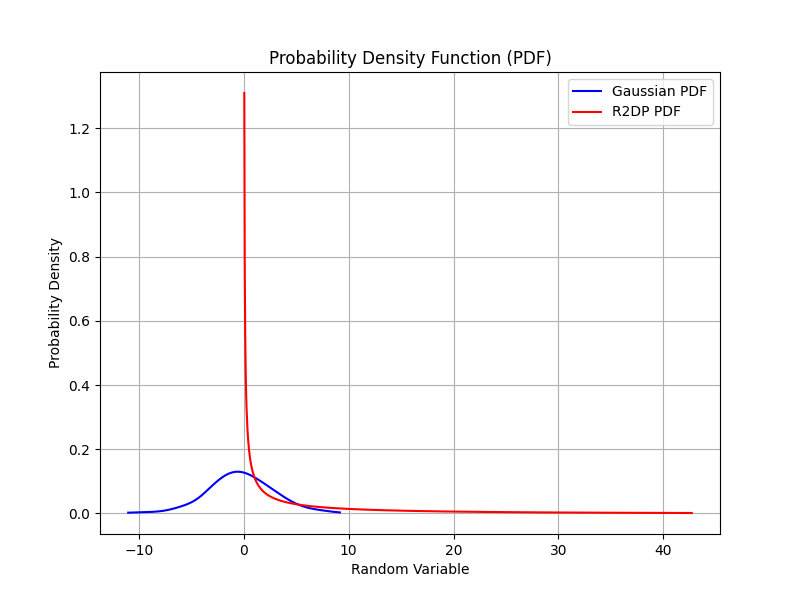 Probability Density Function (PDF)
Gaussian PDF
R2DP PDF
Probability Density
1.2
1.0
0.8
0.6
0.4
0.2
0.0
−10
0
10
20
30
40
Random Variable